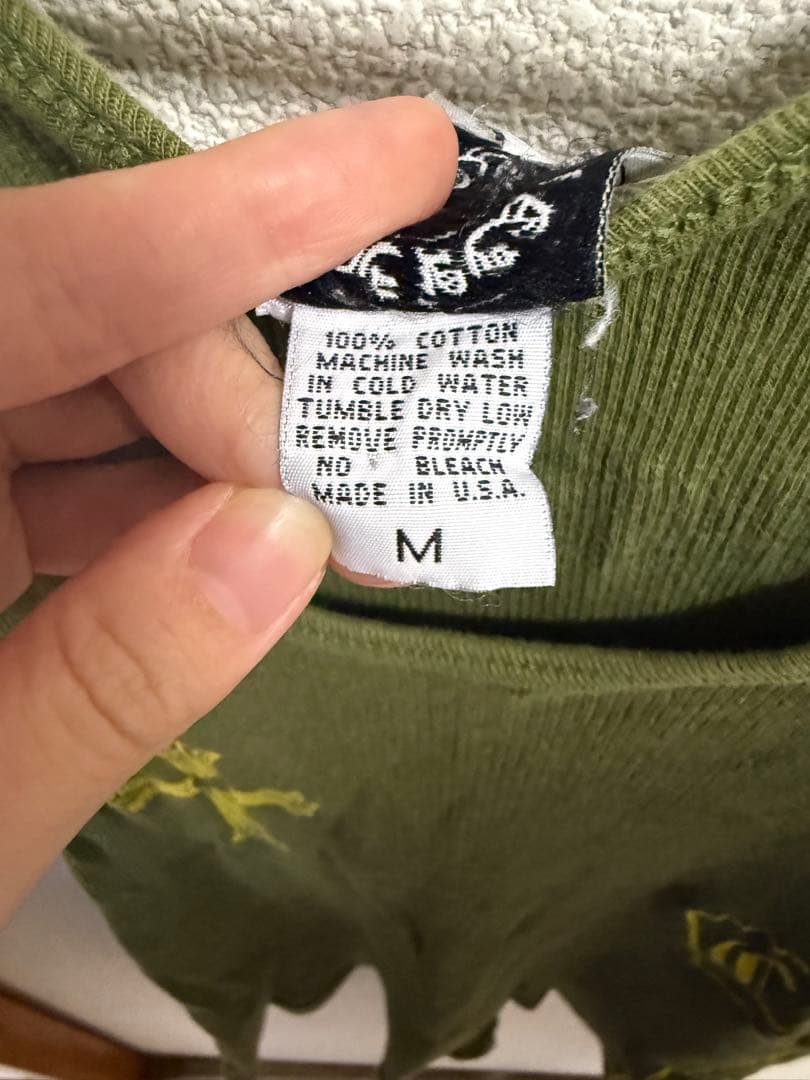 100% COTTON
MACHINE WASH
IN COLD WATER
TUMBLE DRY LOW
REMOVE PROMPTLY
NO BLEACH
MADE IN U.S.A.
M